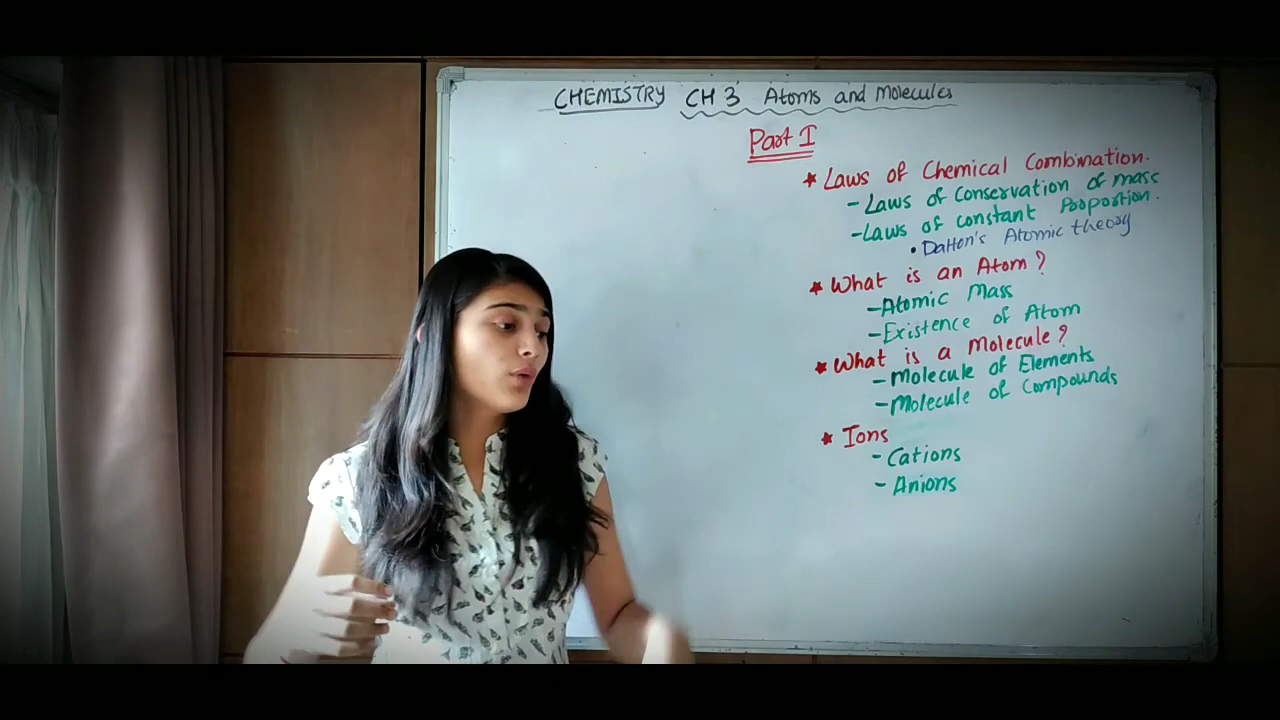 CHEMISTRY CH 3 Atoms and Molecules
Part I
* Laws of Chemical Combination.
- Laws of Conservation of mass
- Laws of constant Proportion.
• Dalton's Atomic theory
* What is an Atom?
- Atomic Mass
- Existence of Atom
* What is a Molecule?
- Molecule of Elements
- Molecule of Compounds
* Ions
- Cations
- Anions